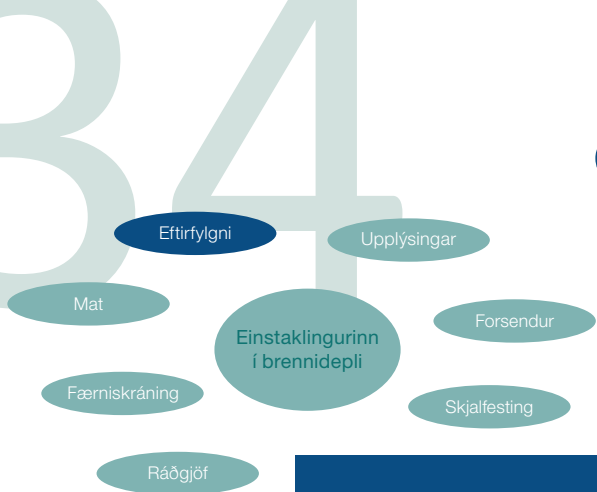 34
Eftirfylgni
Upplýsingar
Mat
Forsendur
Einstaklingurinn
í brennidepli
Færniskráning
Skjalfesting
Ráðgjöf